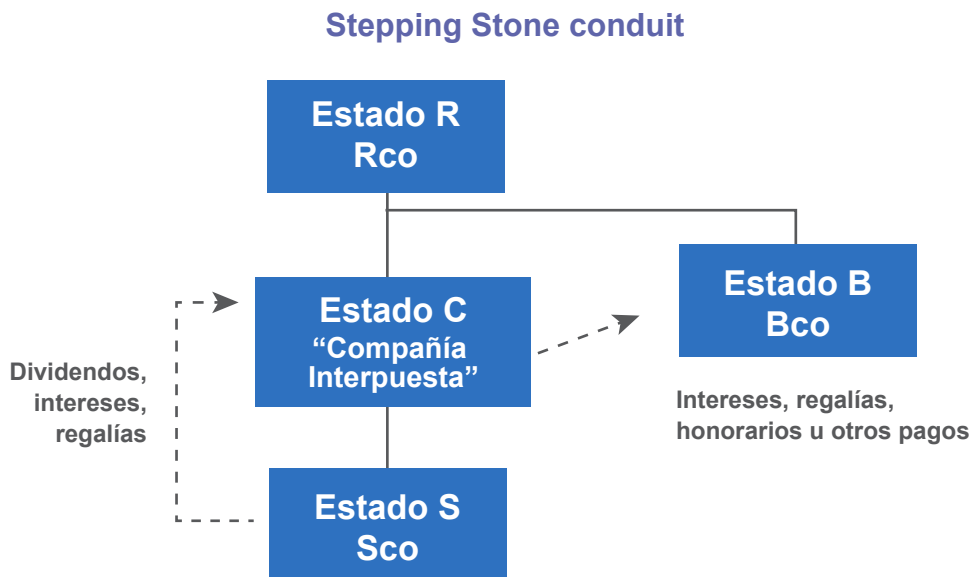 Stepping Stone conduit
Estado R
Rco
Estado B
Bco
Estado C
“Compañía
Interpuesta”
Dividendos,
intereses,
regalías
Intereses, regalías,
honorarios u otros pagos
Estado S
Sco